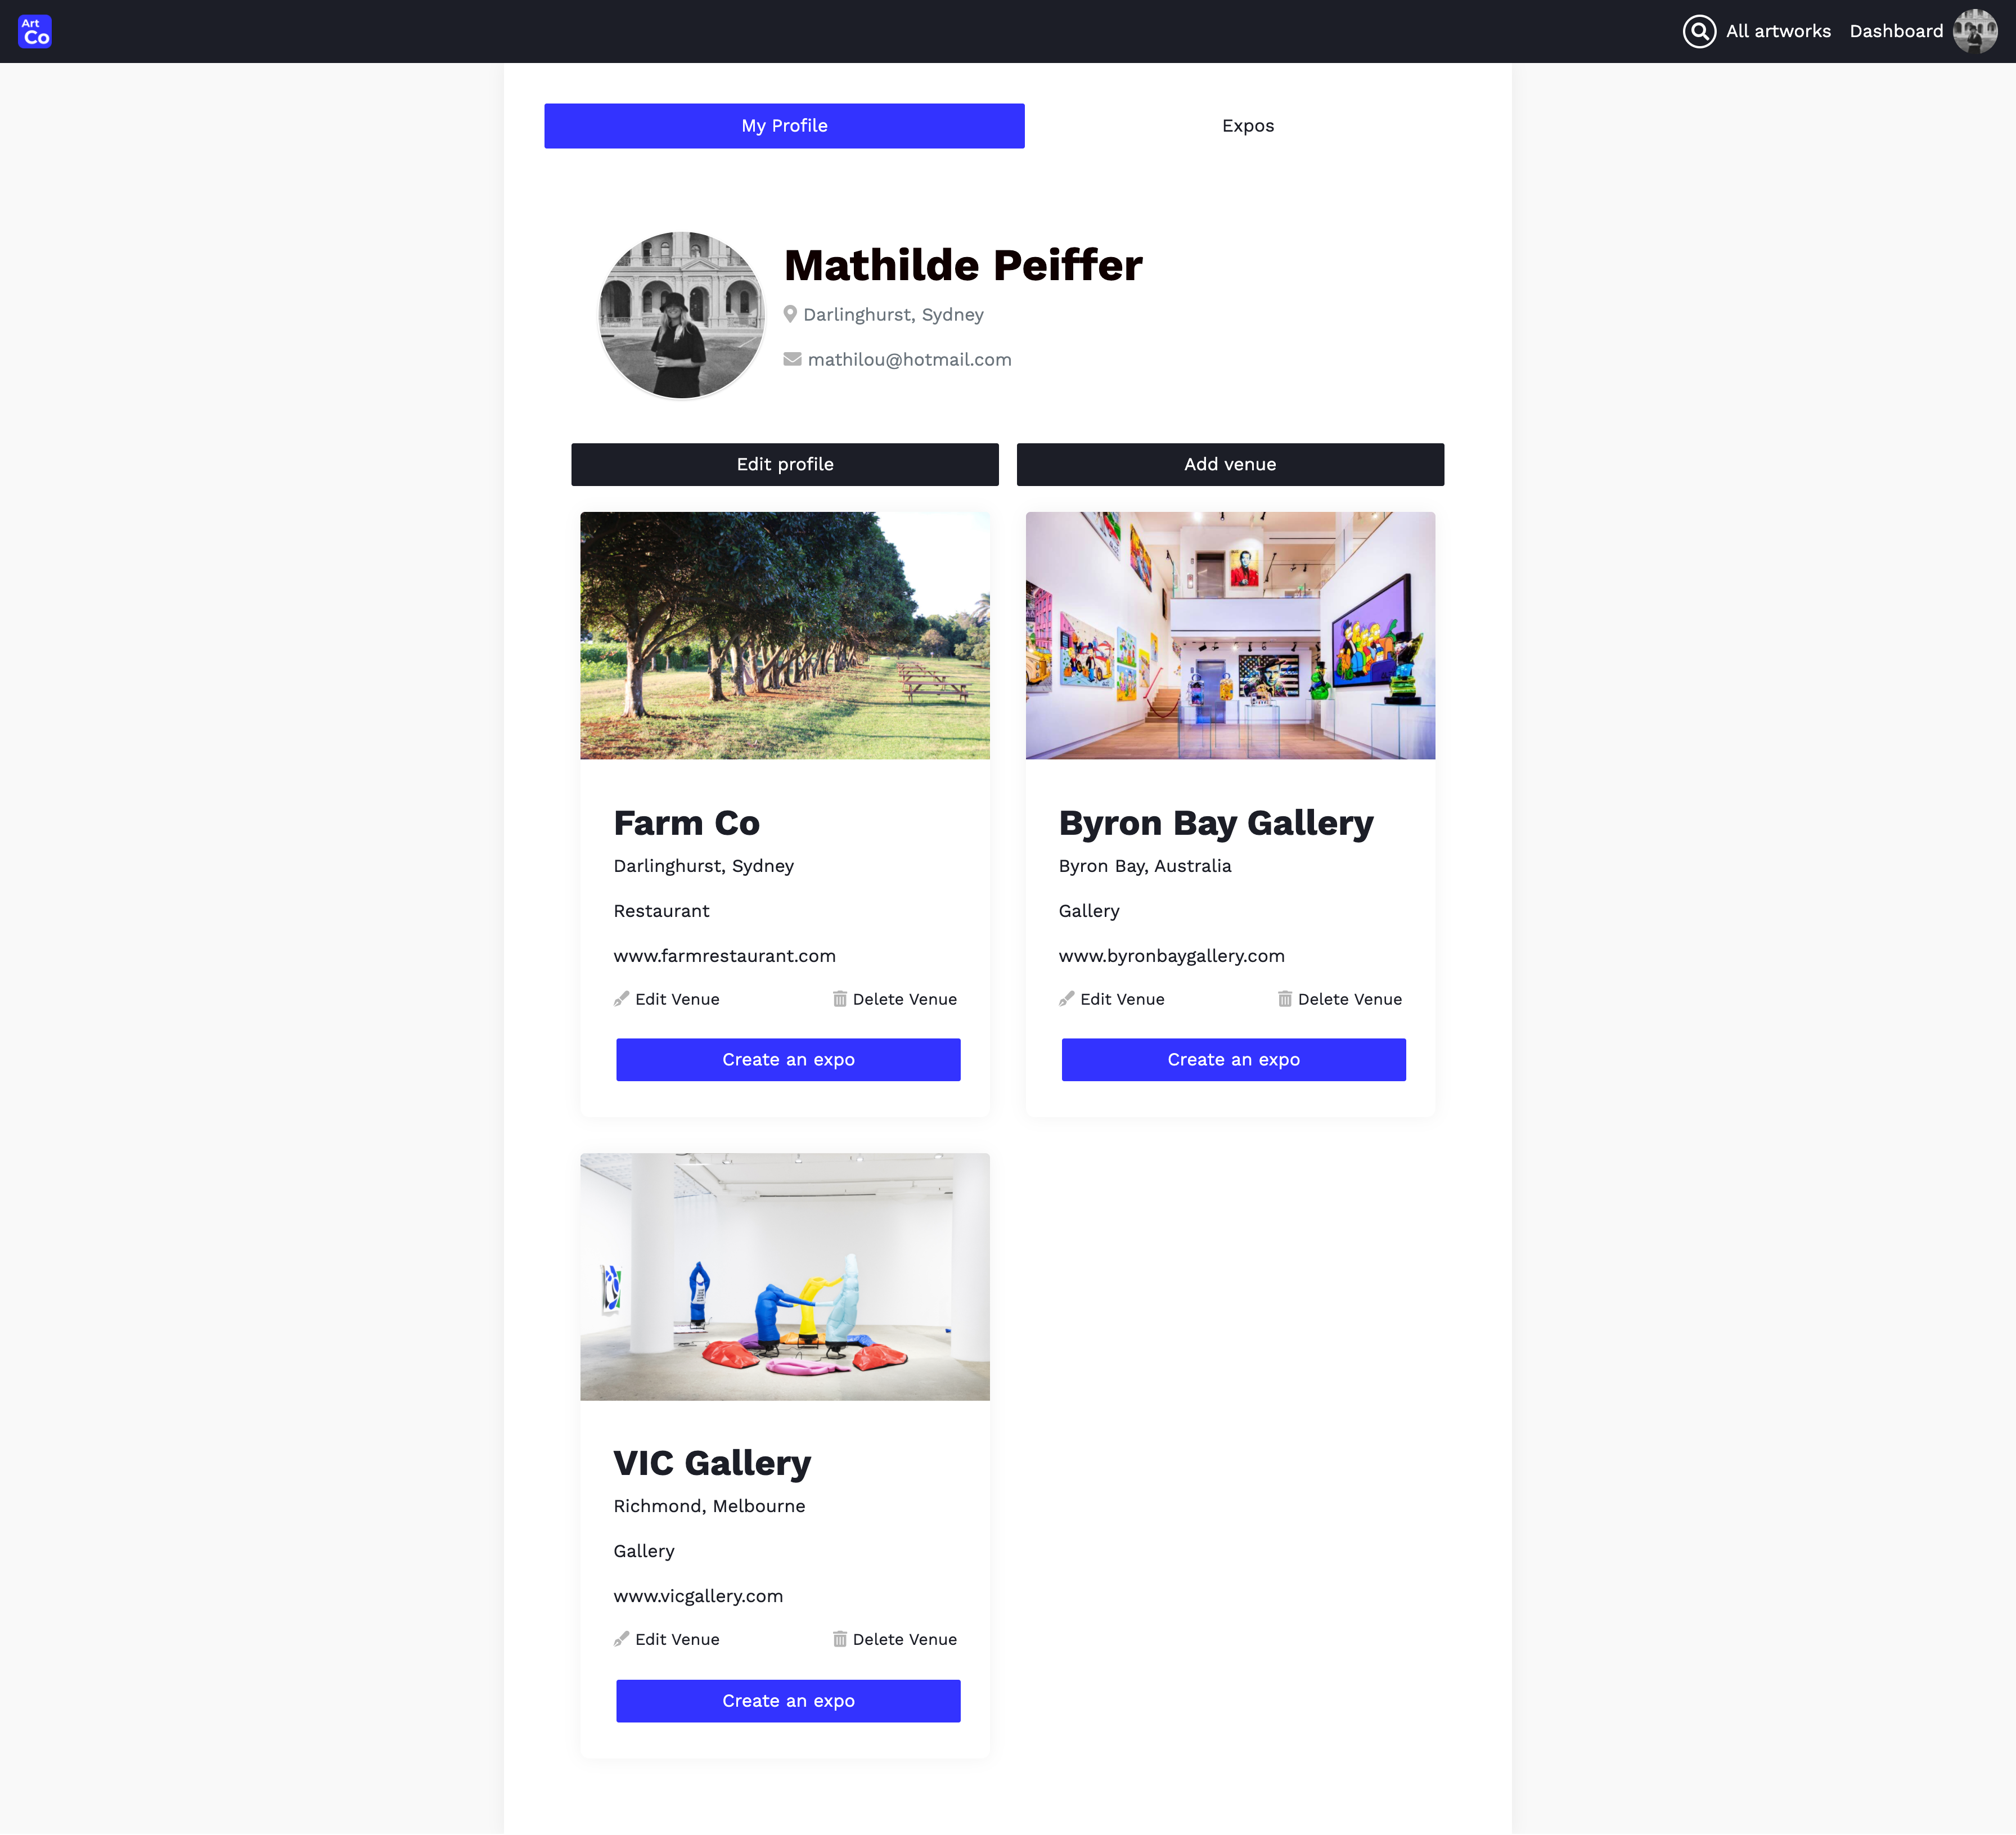 Art
Co
All artworks Dashboard
My Profile Expos
Mathilde Peiffer
Darlinghurst, Sydney
mathilou@hotmail.com
Edit profile Add venue
Farm Co
Darlinghurst, Sydney
Restaurant
www.farmrestaurant.com
Edit Venue Delete Venue
Create an expo
Byron Bay Gallery
Byron Bay, Australia
Gallery
www.byronbaygallery.com
Edit Venue Delete Venue
Create an expo
VIC Gallery
Richmond, Melbourne
Gallery
www.vicgallery.com
Edit Venue Delete Venue
Create an expo